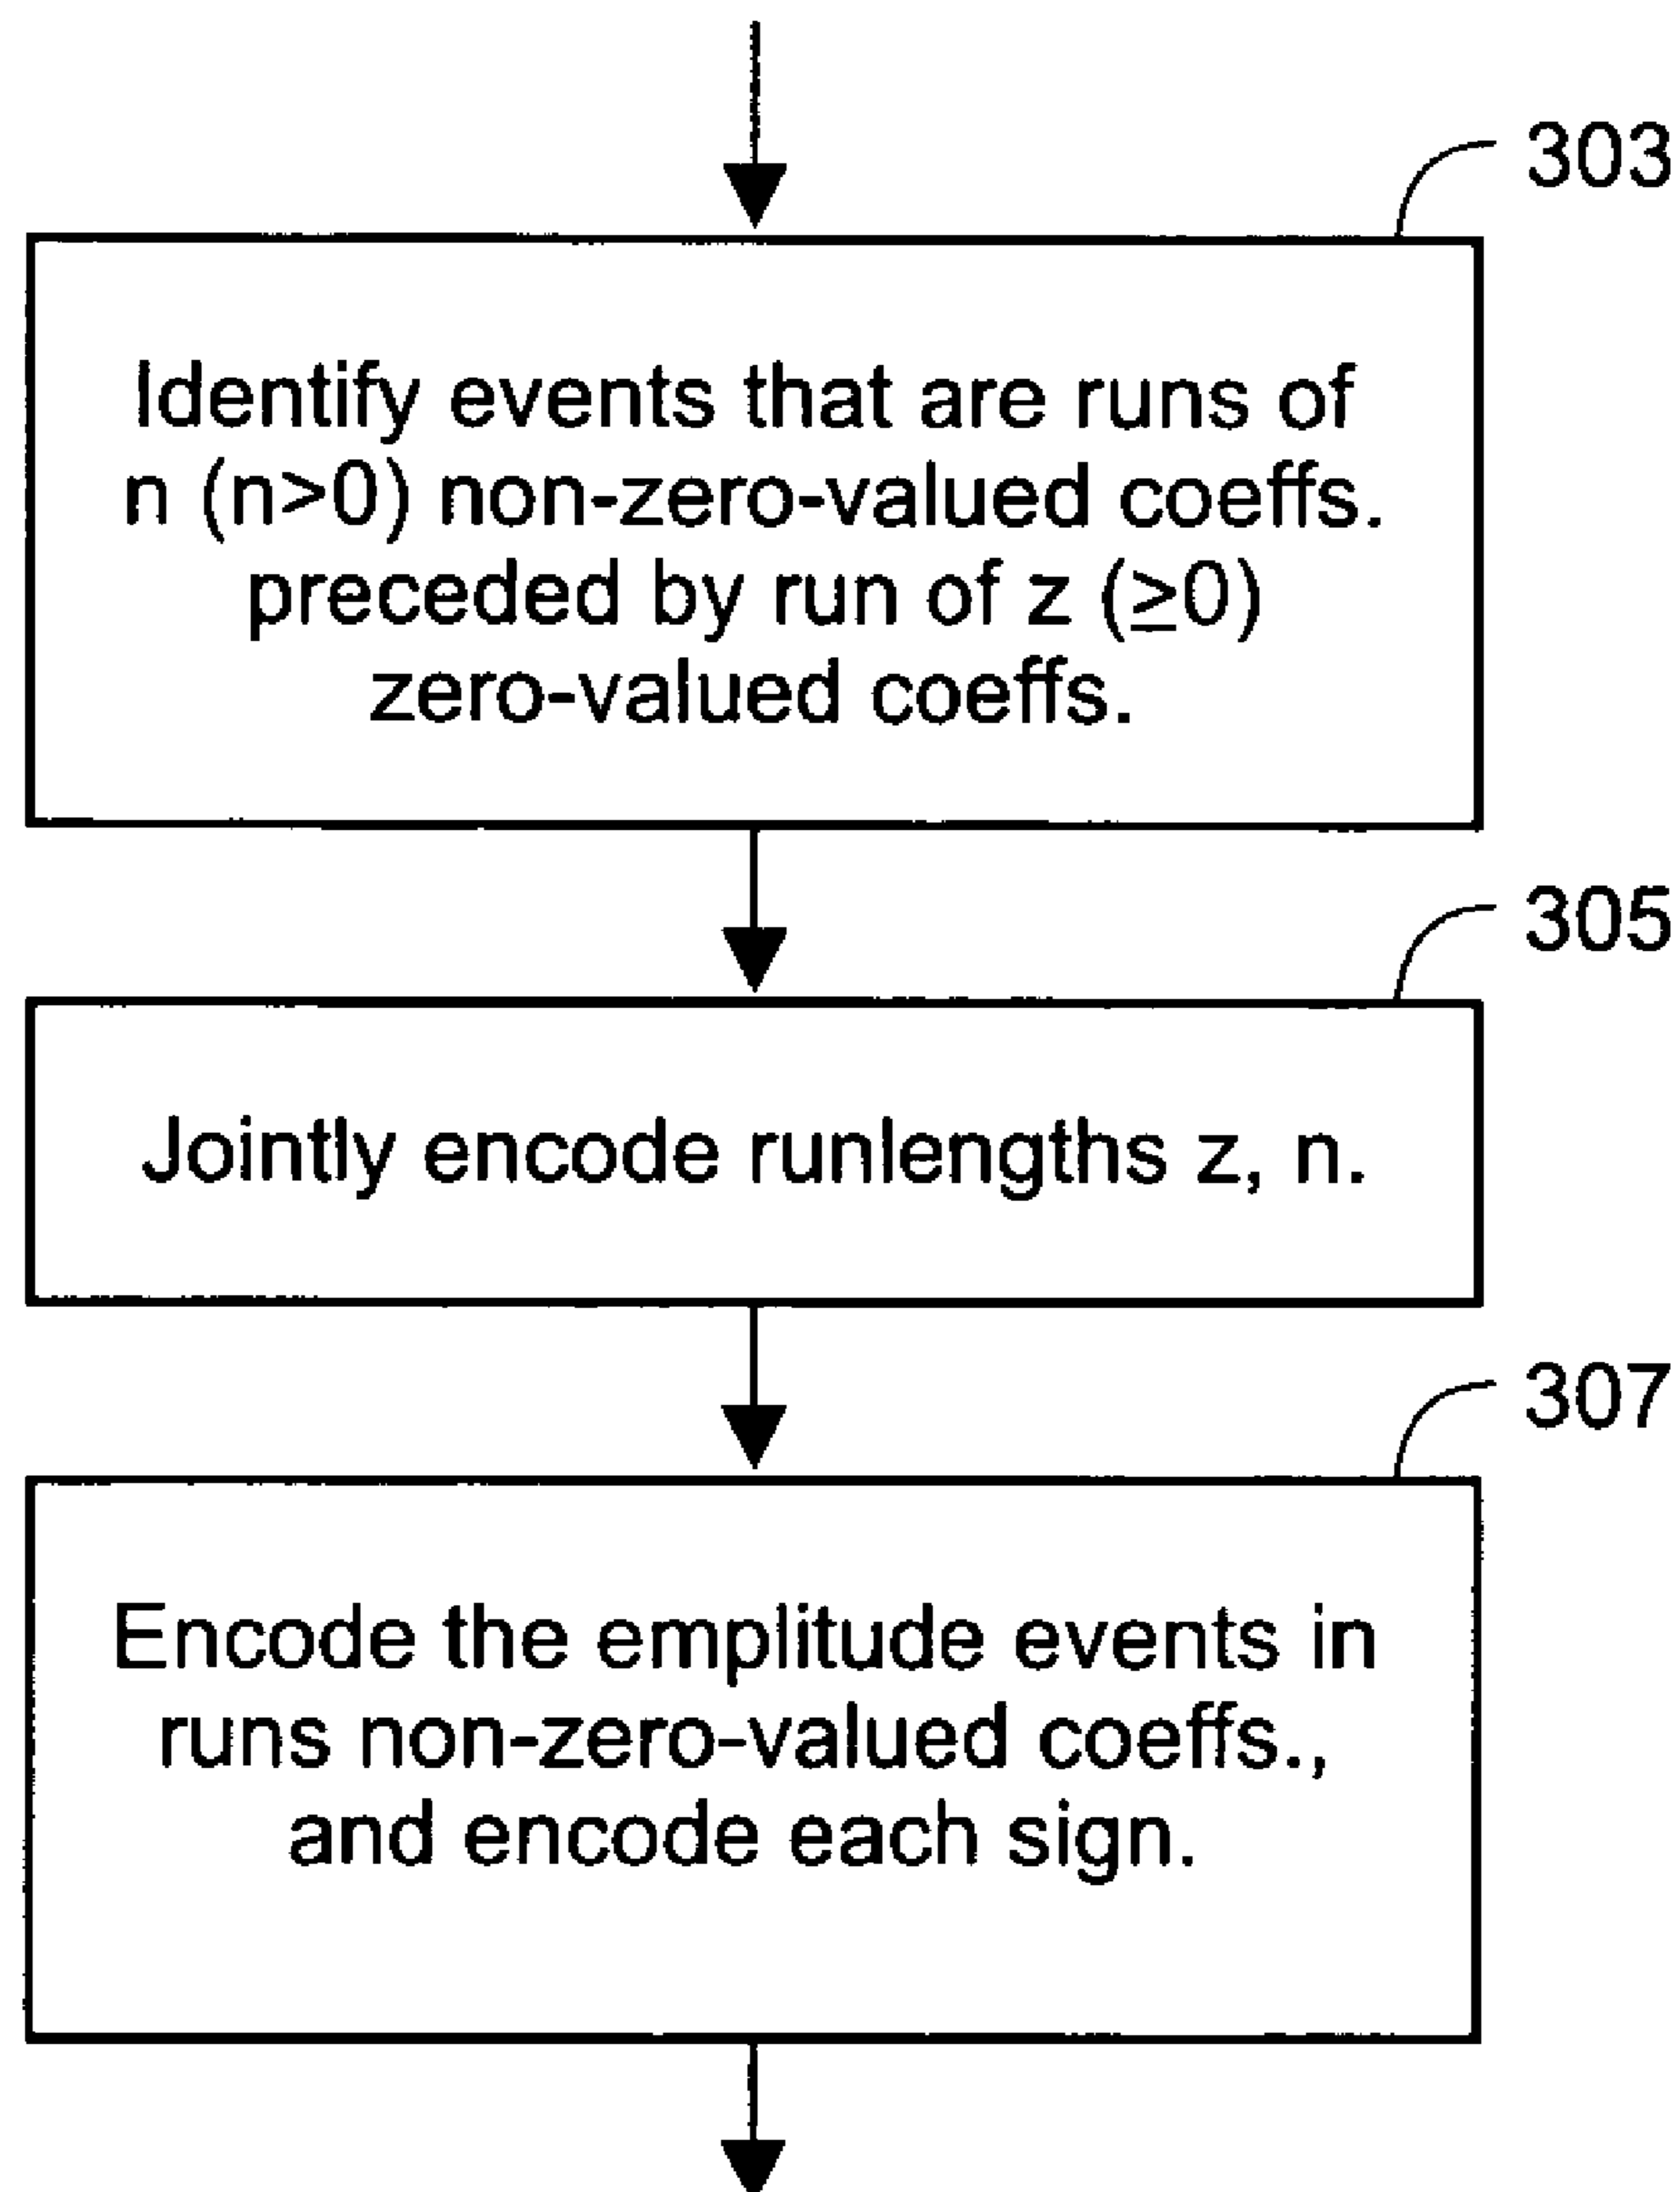 303
Identify events that are runs of
n (n>0) non-zero-valued coeffs.
preceded by run of z (≥0)
zero-valued coeffs.
305
Jointly encode runlengths z, n.
307
Encode the emplitude events in
runs non-zero-valued coeffs.,
and encode each sign.